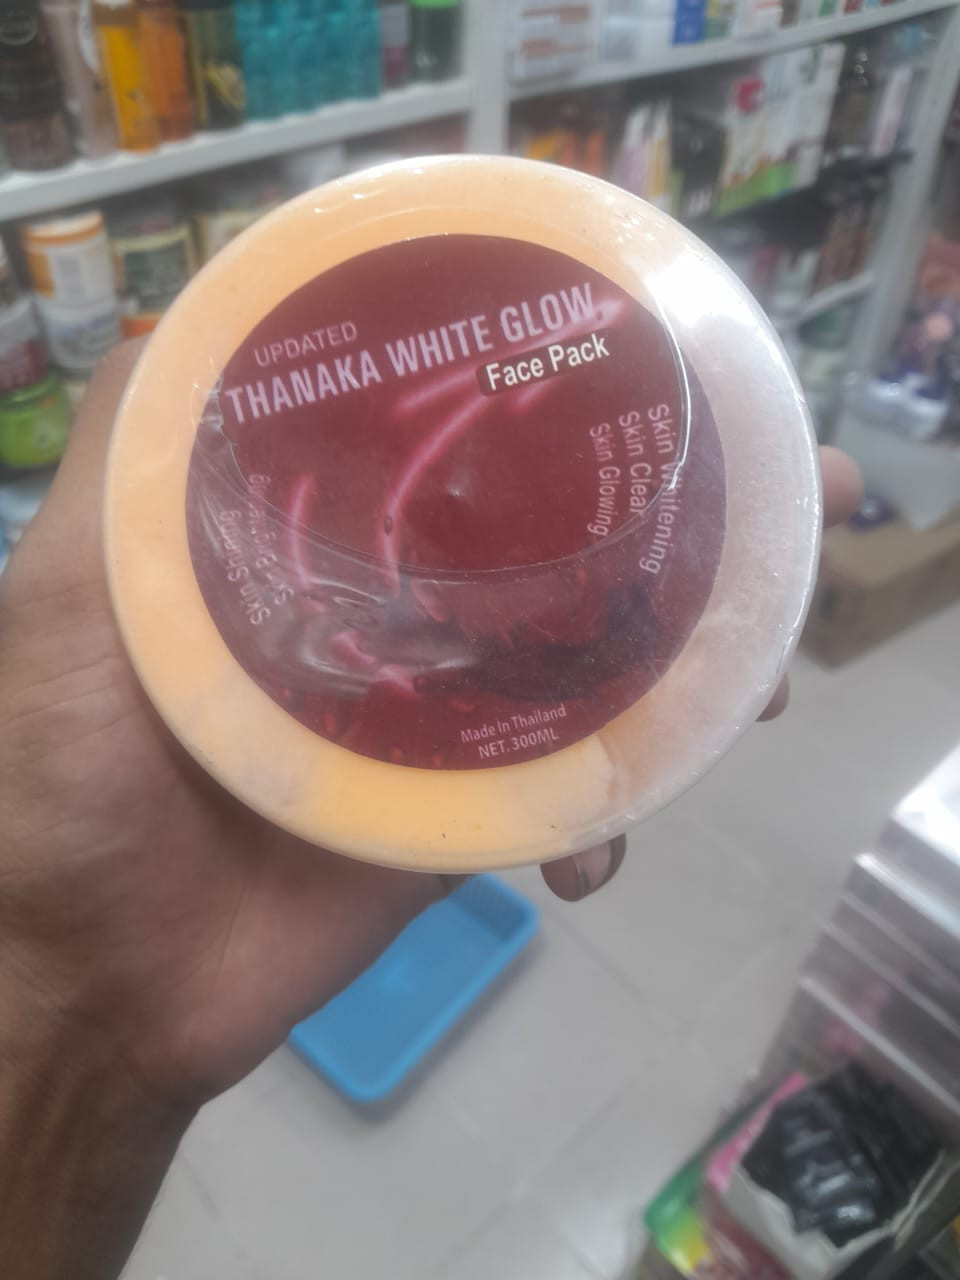 UPDATED
THANAKA WHITE GLOW
Face Pack
Skin Whitening
Skin Clear
Skin Glowing
Skin Shining
Made In Thailand
NET. 300ML